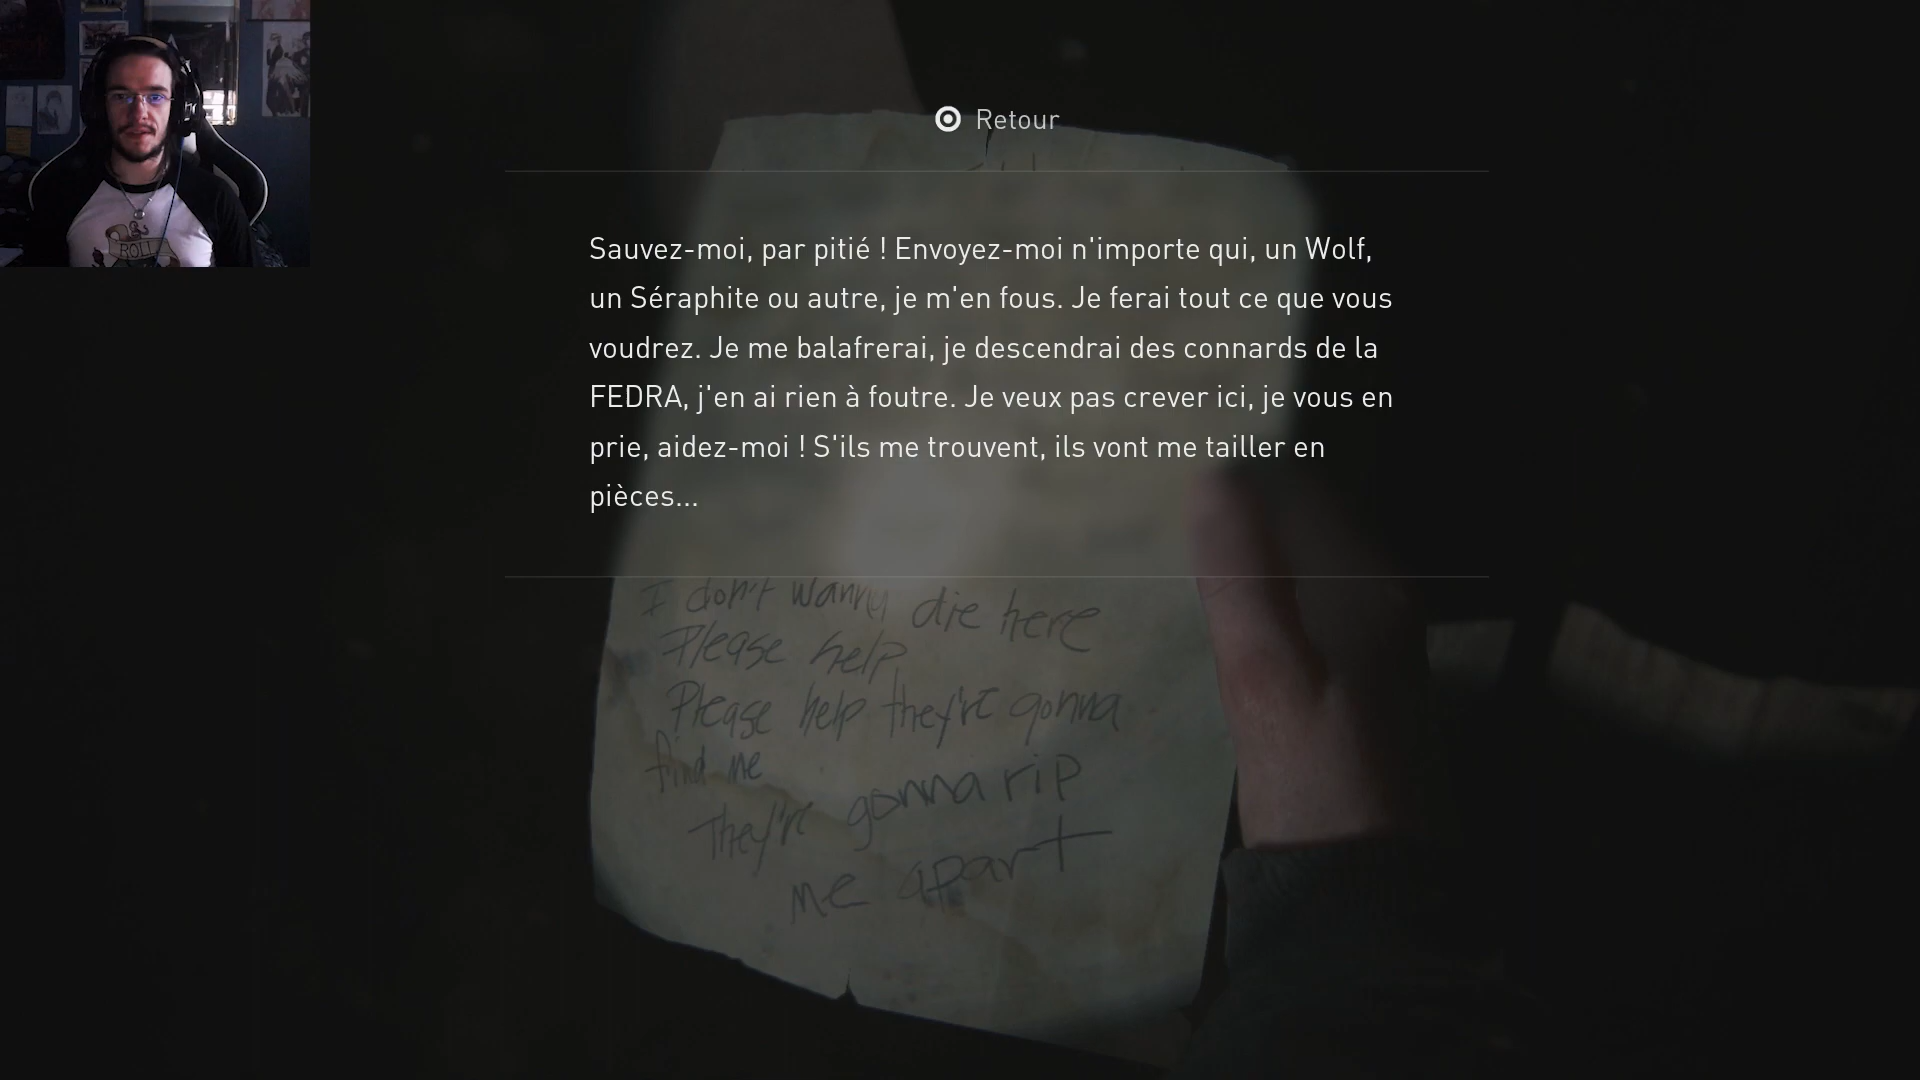 Retour
Sauvez-moi, par pitié ! Envoyez-moi n'importe qui, un Wolf,
un Séraphite ou autre, je m'en fous. Je ferai tout ce que vous
voudrez. Je me balafrerai, je descendrai des connards de la
FEDRA, j'en ai rien à foutre. Je veux pas crever ici, je vous en
prie, aidez-moi ! S'ils me trouvent, ils vont me tailler en
pièces...
I don't wanna die here
Please help
Please help they're gonna
find me
They're gonna rip
me apart
ROLL